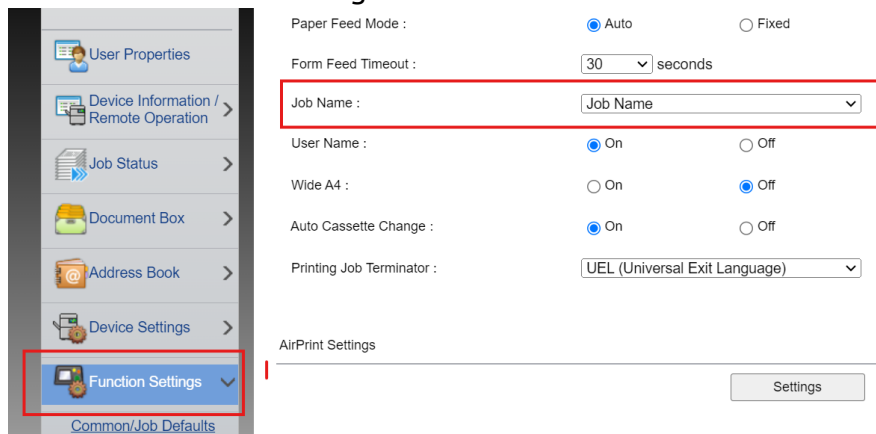 User Properties
Device Information /
Remote Operation
Job Status
Document Box
Address Book
Device Settings
Function Settings
Common/Job Defaults
Paper Feed Mode : Auto Fixed
Form Feed Timeout : 30 seconds
Job Name : Job Name
User Name : On Off
Wide A4 : On Off
Auto Cassette Change : On Off
Printing Job Terminator : UEL (Universal Exit Language)
AirPrint Settings
Settings